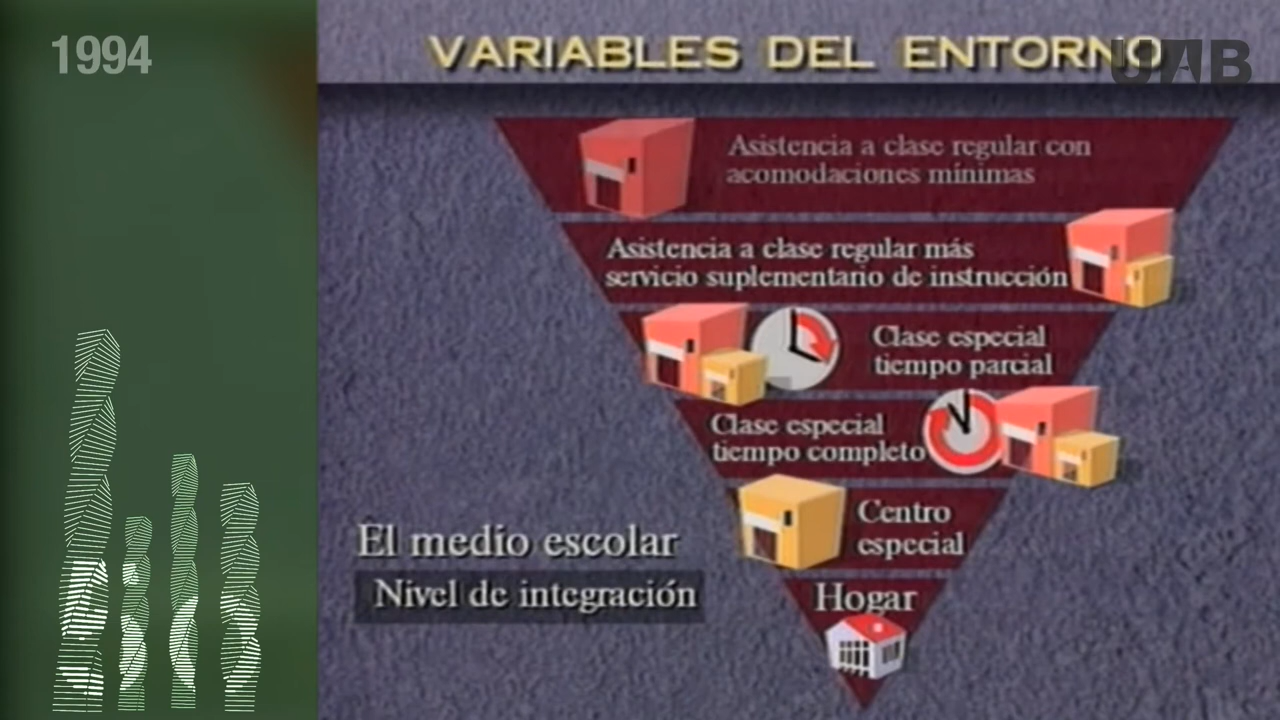 1994
VARIABLES DEL ENTORNO
UAB
Asistencia a clase regular con
acomodaciones mínimas
Asistencia a clase regular más
servicio suplementario de instrucción
Clase especial
tiempo parcial
Clase especial
tiempo completo
Centro
especial
El medio escolar
Nivel de integración
Hogar